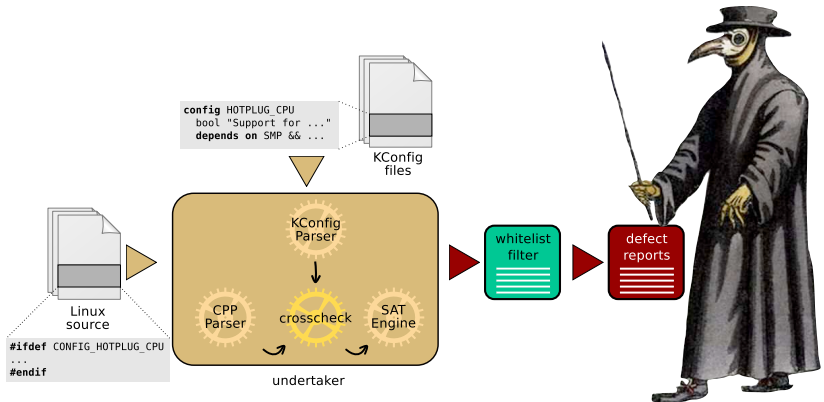 config HOTPLUG_CPU
bool "Support for ..."
depends on SMP && ...
KConfig
files
Linux
source
#ifdef CONFIG_HOTPLUG_CPU
...
#endif
KConfig
Parser
CPP
Parser
crosscheck
SAT
Engine
undertaker
whitelist
filter
defect
reports